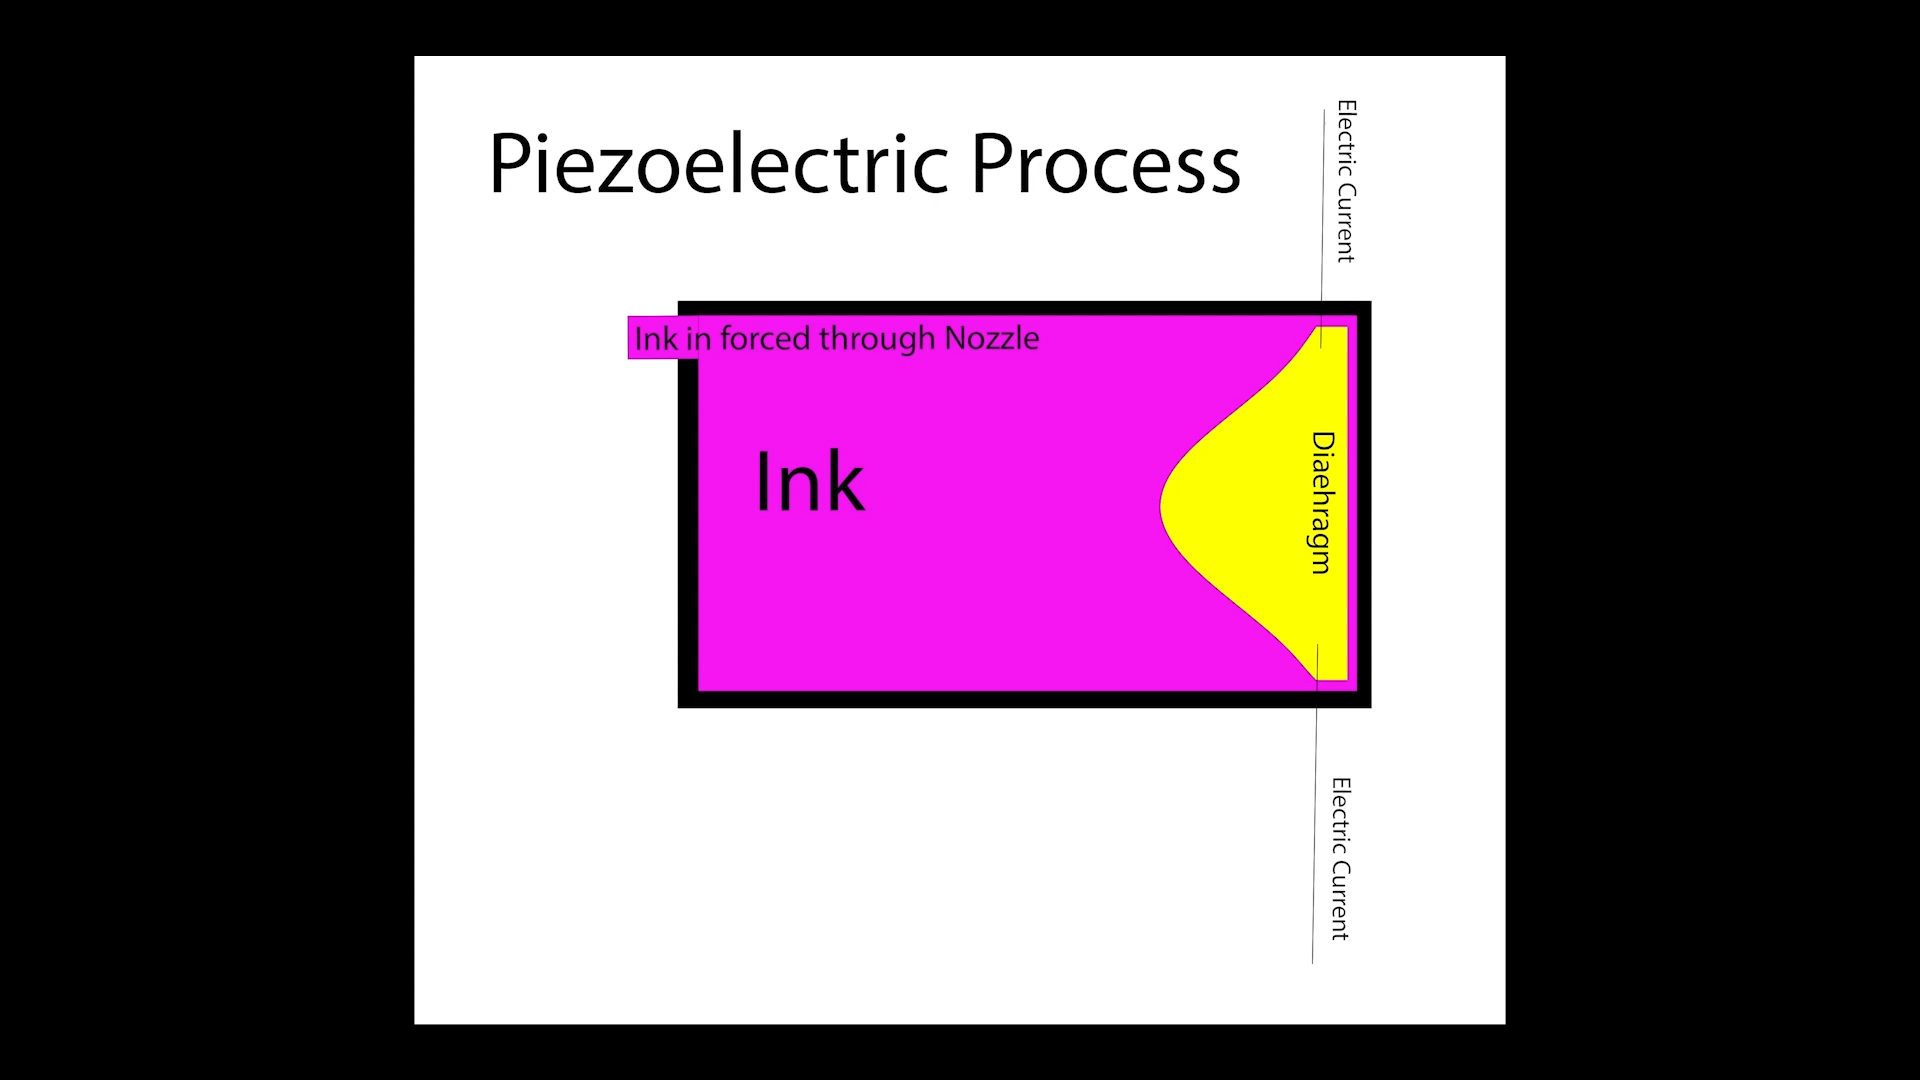 Piezoelectric Process
Electric Current
Ink in forced through Nozzle
Ink
Diaehragm
Electric Current